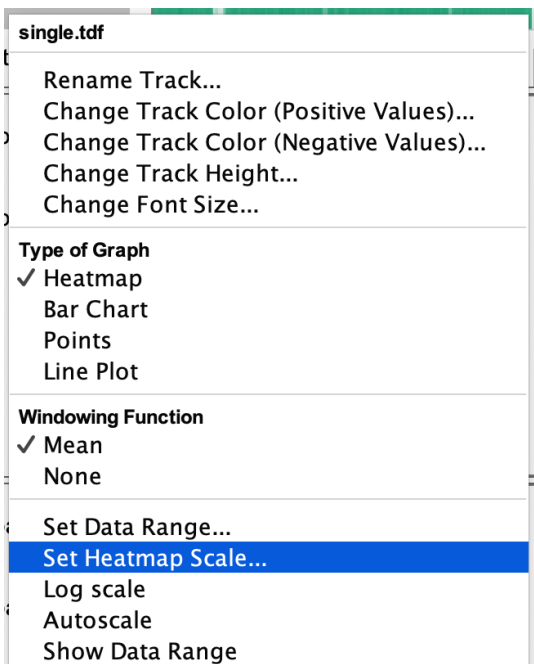 single.tdf
Rename Track...
Change Track Color (Positive Values)...
Change Track Color (Negative Values)...
Change Track Height...
Change Font Size...
Type of Graph
✓ Heatmap
Bar Chart
Points
Line Plot
Windowing Function
✓ Mean
None
Set Data Range...
Set Heatmap Scale...
Log scale
Autoscale
Show Data Range